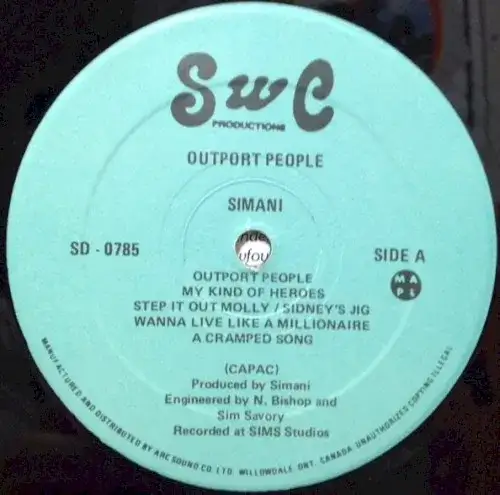 SWC
PRODUCTIONS
OUTPORT PEOPLE
SIMANI
SD - 0785
SIDE A
MAPL
OUTPORT PEOPLE
MY KIND OF HEROES
STEP IT OUT MOLLY / SIDNEY'S JIG
WANNA LIVE LIKE A MILLIONAIRE
A CRAMPED SONG
(CAPAC)
Produced by Simani
Engineered by N. Bishop and
Sim Savory
Recorded at SIMS Studios
MANUFACTURED AND DISTRIBUTED BY ARC SOUND CO. LTD. WILLOWDALE ONT. CANADA UNAUTHORIZED COPYING ILLEGAL